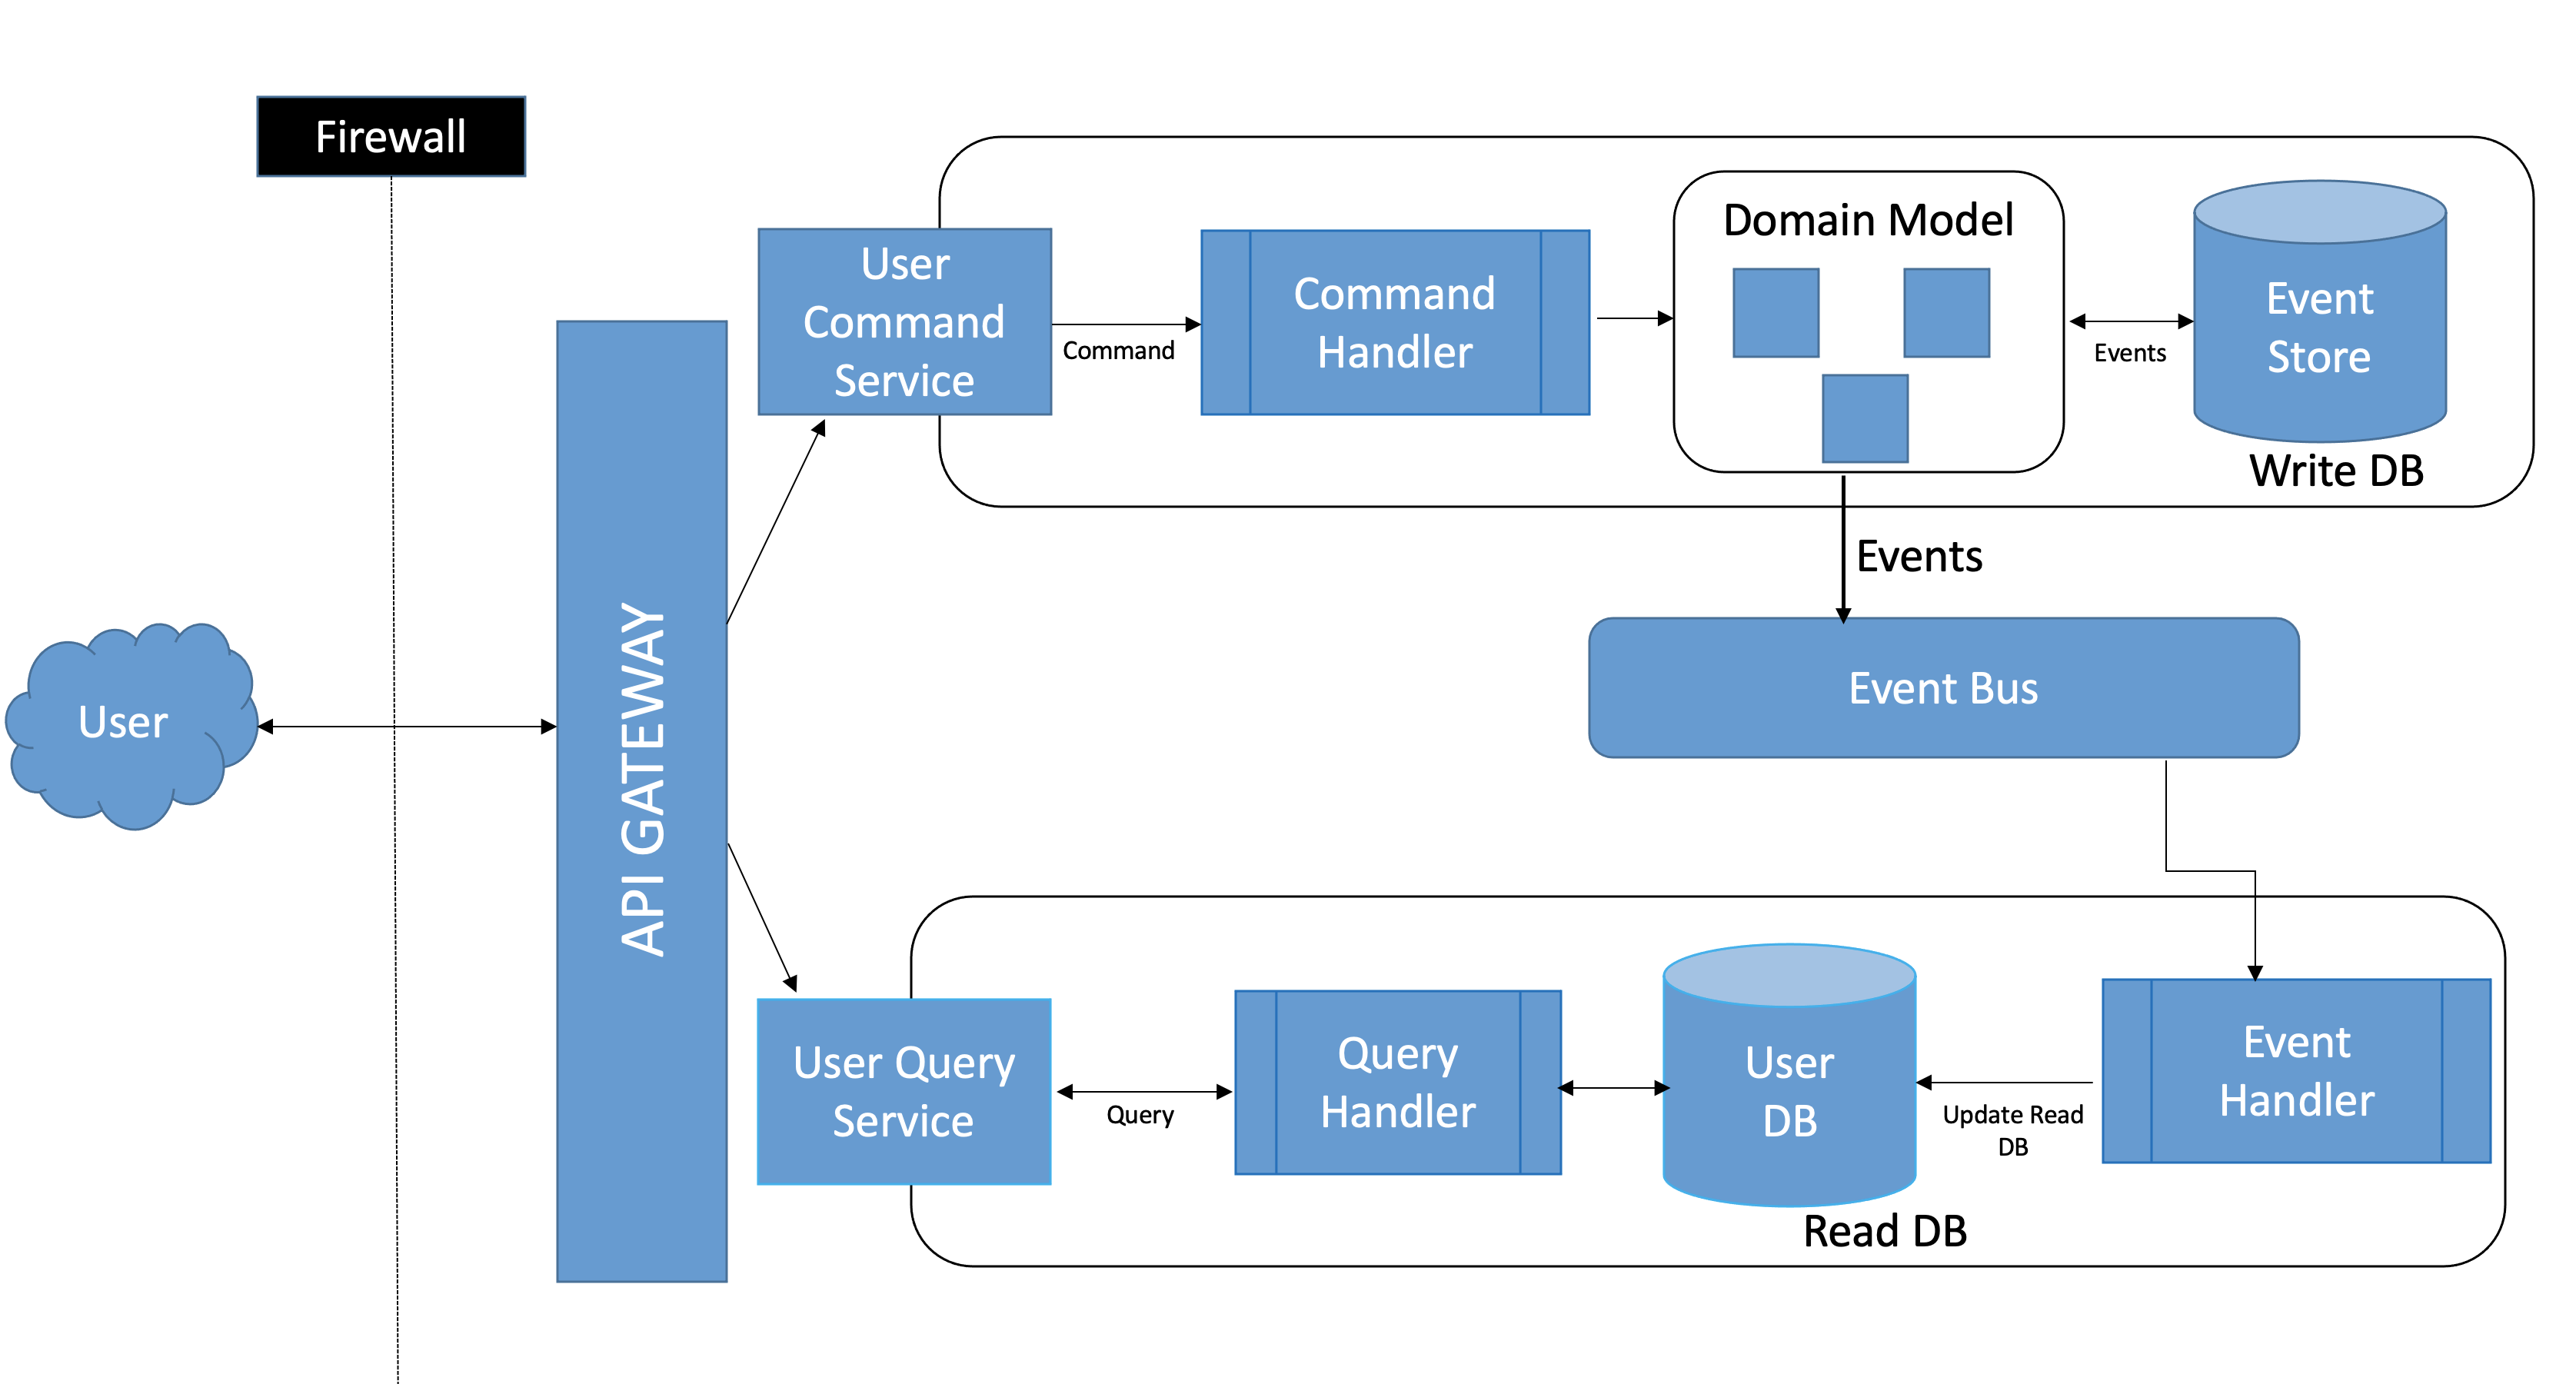 Firewall
User
API GATEWAY
User
Command
Service
Command
Command
Handler
Domain Model
Events
Event
Store
Write DB
Events
Event Bus
User Query
Service
Query
Query
Handler
User
DB
Read DB
Update Read
DB
Event
Handler